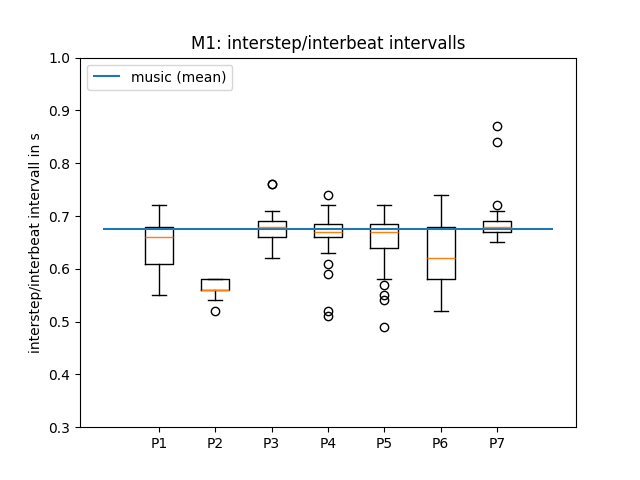 M1: interstep/interbeat intervalls
music (mean)
interstep/interbeat intervall in s
1.0
0.9
0.8
0.7
0.6
0.5
0.4
0.3
P1 P2 P3 P4 P5 P6 P7